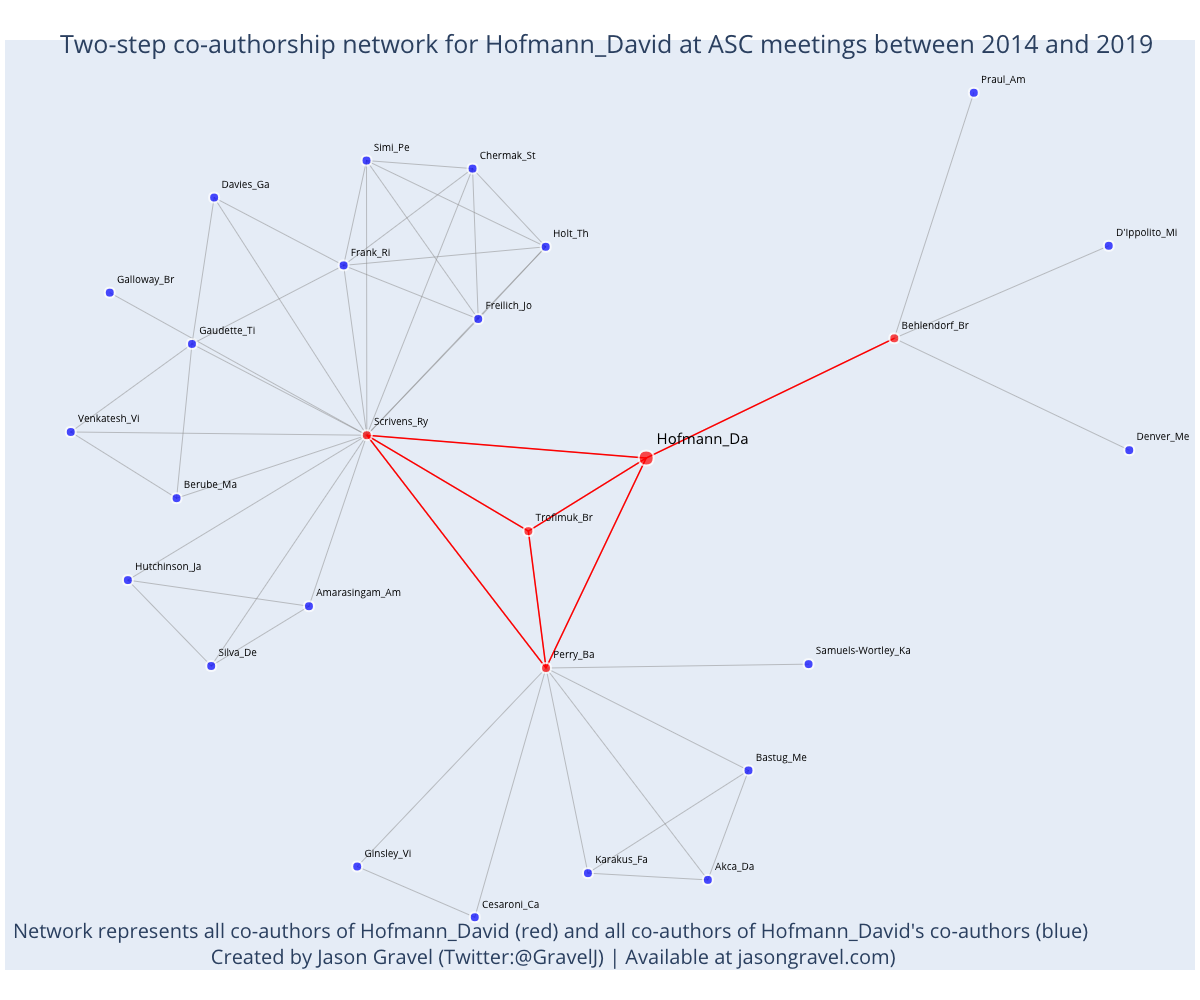 Two-step co-authorship network for Hofmann_David at ASC meetings between 2014 and 2019
Praul_Am
Simi_Pe
Chermak_St
Davies_Ga
Holt_Th
D'Ippolito_Mi
Frank_Ri
Galloway_Br
Freilich_Jo
Gaudette_Ti
Behlendorf_Br
Venkatesh_Vi
Scrivens_Ry
Hofmann_Da
Denver_Me
Berube_Ma
Trofimuk_Br
Hutchinson_Ja
Amarasingam_Am
Silva_De
Perry_Ba
Samuels-Wortley_Ka
Bastug_Me
Ginsley_Vi
Karakus_Fa
Akca_Da
Cesaroni_Ca
Network represents all co-authors of Hofmann_David (red) and all co-authors of Hofmann_David's co-authors (blue)
Created by Jason Gravel (Twitter:@GravelJ) | Available at jasongravel.com)